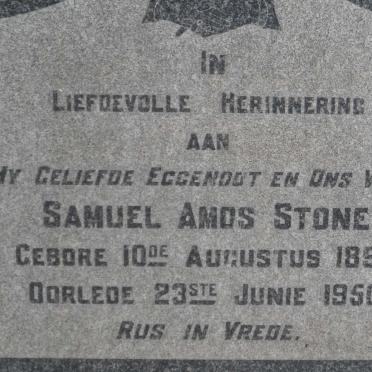 IN
LIEFDEVOLLE HERINNERING
AAN
MY GELIEFDE EGGENOOT EN ONS
SAMUEL AMOS STONE
GEBORE 10DE AUGUSTUS
OORLEDE 23STE JUNIE 1950
RUS IN VREDE.